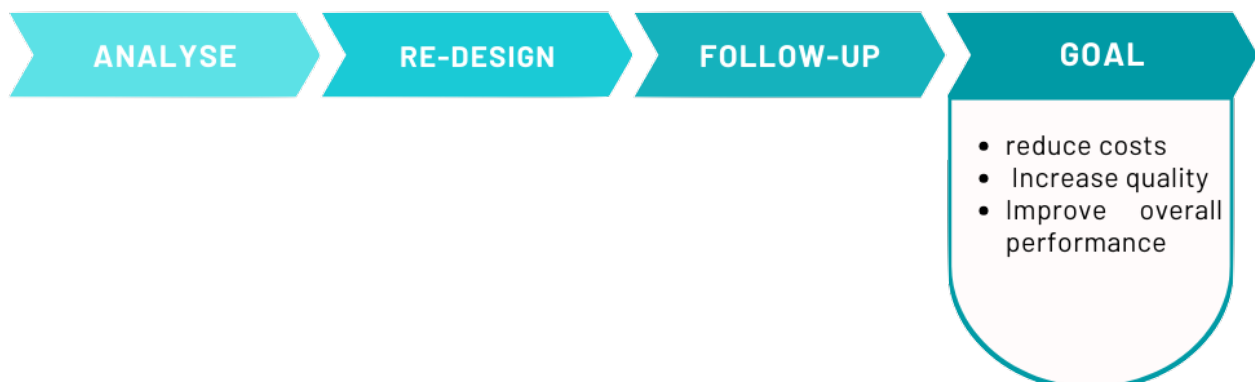 ANALYSE
RE-DESIGN
FOLLOW-UP
GOAL
• reduce costs
• Increase quality
• Improve overall
performance